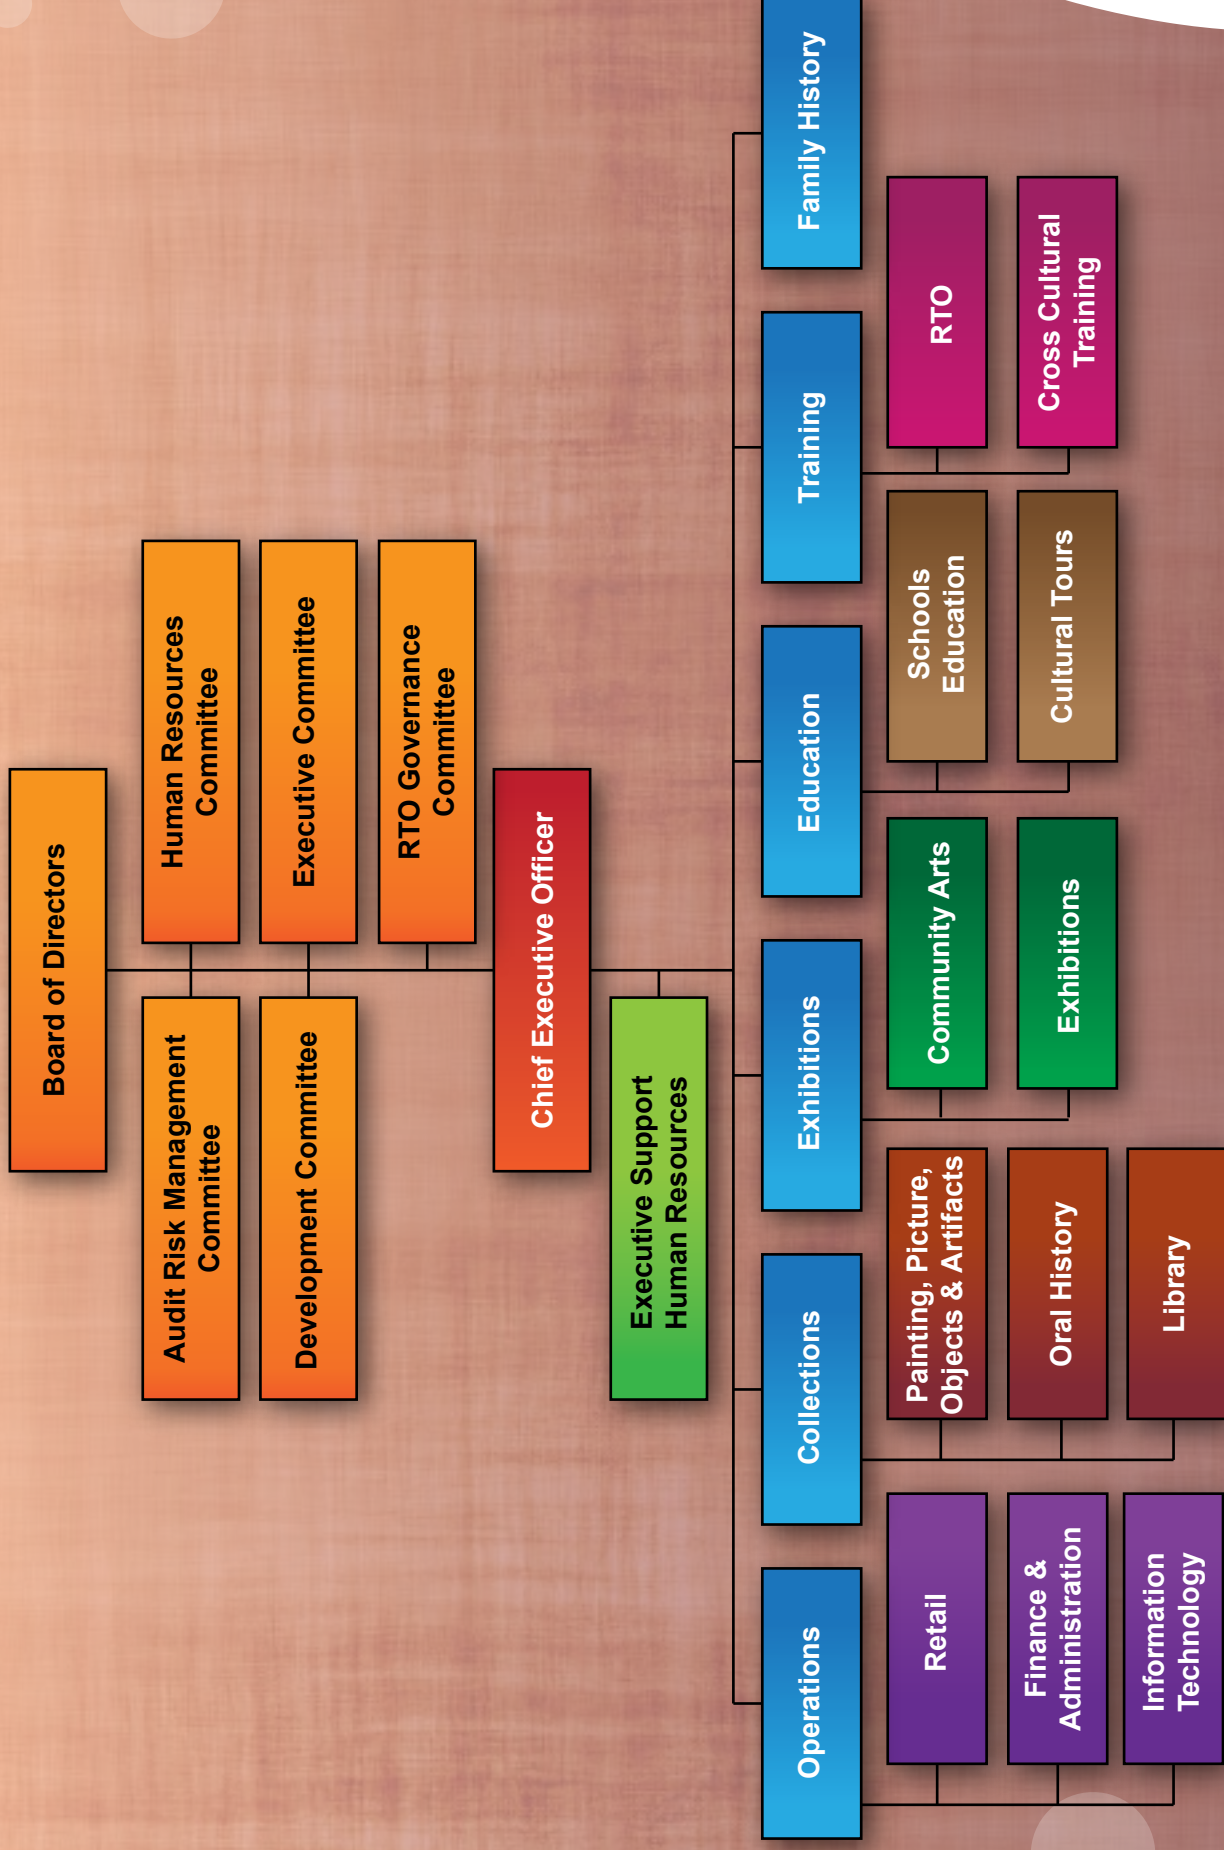 Board of Directors
Audit Risk Management
Committee
Human Resources
Committee
Development Committee
Executive Committee
RTO Governance
Committee
Chief Executive Officer
Executive Support
Human Resources
Operations
Collections
Exhibitions
Education
Training
Family History
Retail
Finance &
Administration
Information
Technology
Painting, Picture,
Objects & Artifacts
Oral History
Library
Community Arts
Exhibitions
Schools
Education
Cultural Tours
RTO
Cross Cultural
Training